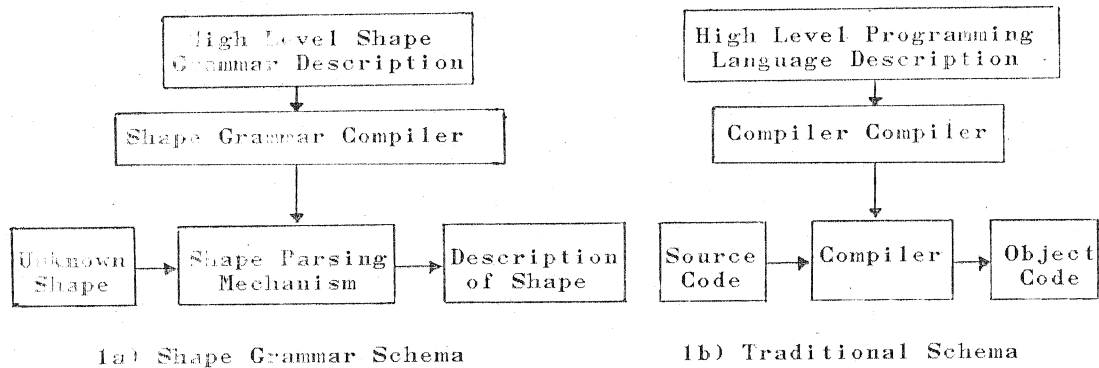 High Level Shape
Grammar Description
Shape Grammar Compiler
Unknown
Shape
Shape Parsing
Mechanism
Description
of Shape
1a) Shape Grammar Schema
High Level Programming
Language Description
Compiler Compiler
Source
Code
Compiler
Object
Code
1b) Traditional Schema